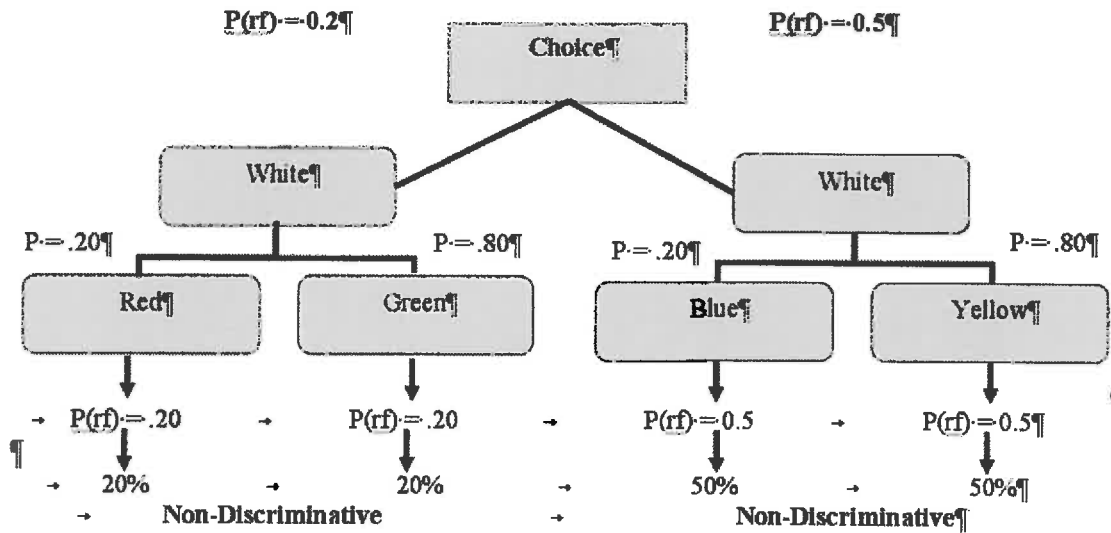 P(rf)·=·0.2¶ P(rf)·=·0.5¶
Choice¶
White¶ White¶
P·=·.20¶ P·=·.80¶ P·=·.20¶ P·=·.80¶
Red¶ Green¶ Blue¶ Yellow¶
→ P(rf)·=·.20 → P(rf)·=·.20 → P(rf)·=·0.5 → P(rf)·=·0.5¶
¶
→ 20% → 20% → 50% → 50%¶
→ Non-Discriminative → Non-Discriminative¶